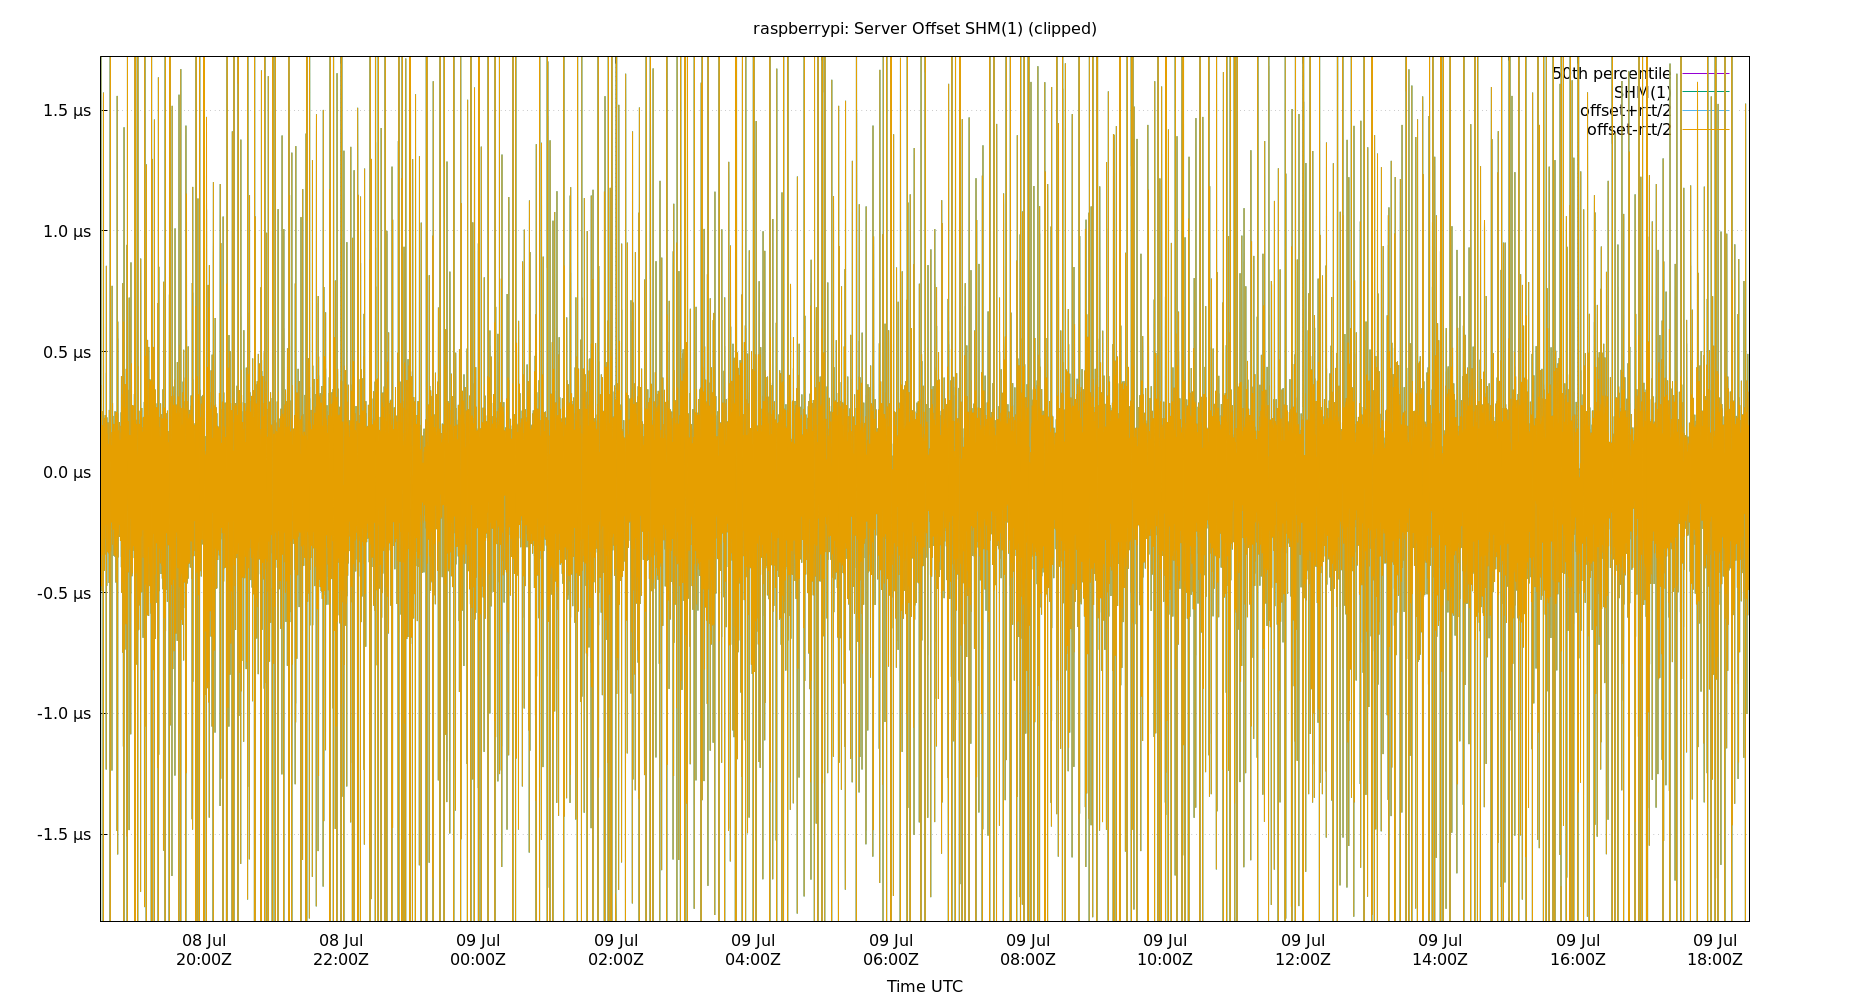 raspberrypi: Server Offset SHM(1) (clipped)
50th percentile
SHM(1)
offset+rtt/2
offset-rtt/2
1.5 µs
1.0 µs
0.5 µs
0.0 µs
-0.5 µs
-1.0 µs
-1.5 µs
08 Jul 08 Jul 09 Jul 09 Jul 09 Jul 09 Jul 09 Jul 09 Jul 09 Jul 09 Jul 09 Jul 09 Jul
20:00Z 22:00Z 00:00Z 02:00Z 04:00Z 06:00Z 08:00Z 10:00Z 12:00Z 14:00Z 16:00Z 18:00Z
Time UTC